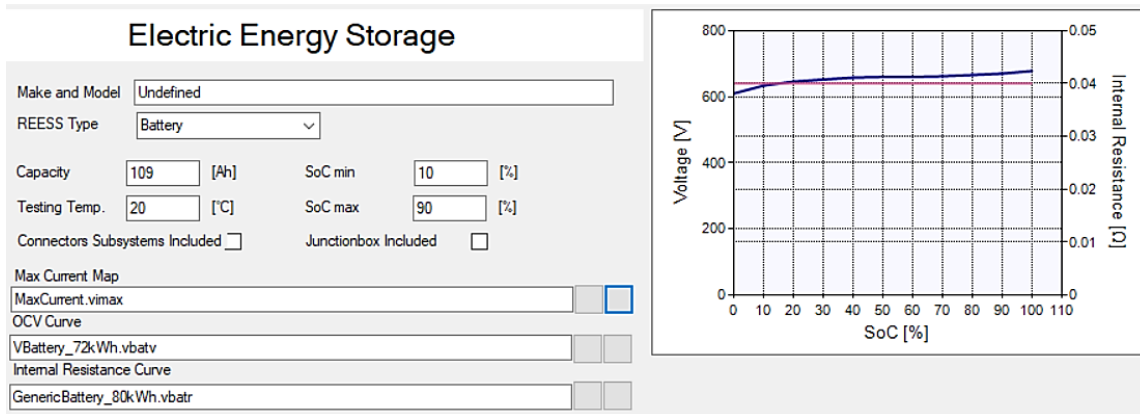 Electric Energy Storage
Make and Model Undefined
REESS Type Battery
Capacity 109 [Ah] SoC min 10 [%]
Testing Temp. 20 [°C] SoC max 90 [%]
Connectors Subsystems Included Junctionbox Included
Max Current Map
MaxCurrent.vimax
OCV Curve
VBattery_72kWh.vbatv
Internal Resistance Curve
GenericBattery_80kWh.vbatr
800
600
400
200
0
Voltage [V]
0.05
0.04
0.03
0.02
0.01
0
Internal Resistance [Ω]
0 10 20 30 40 50 60 70 80 90 100 110
SoC [%]